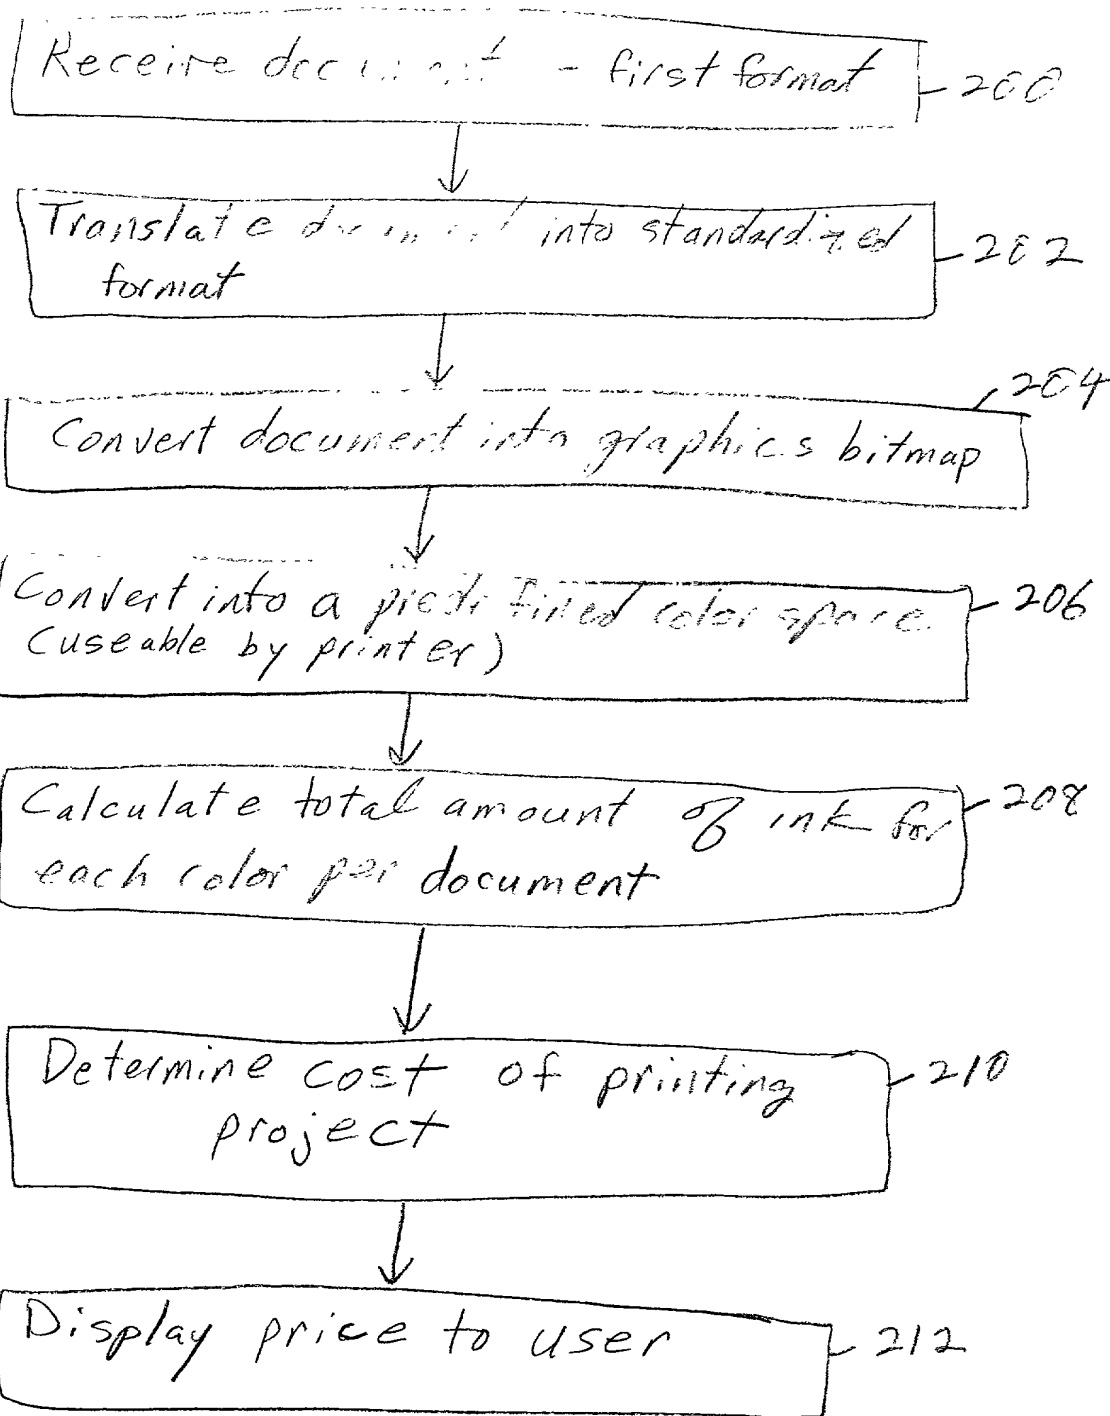 Receive document - first format
200
Translate document into standardized
format
202
204
Convert document into graphics bitmap
Convert into a predefined color space
(useable by printer)
206
Calculate total amount of ink for
each color per document
208
Determine cost of printing
project
210
Display price to user
212